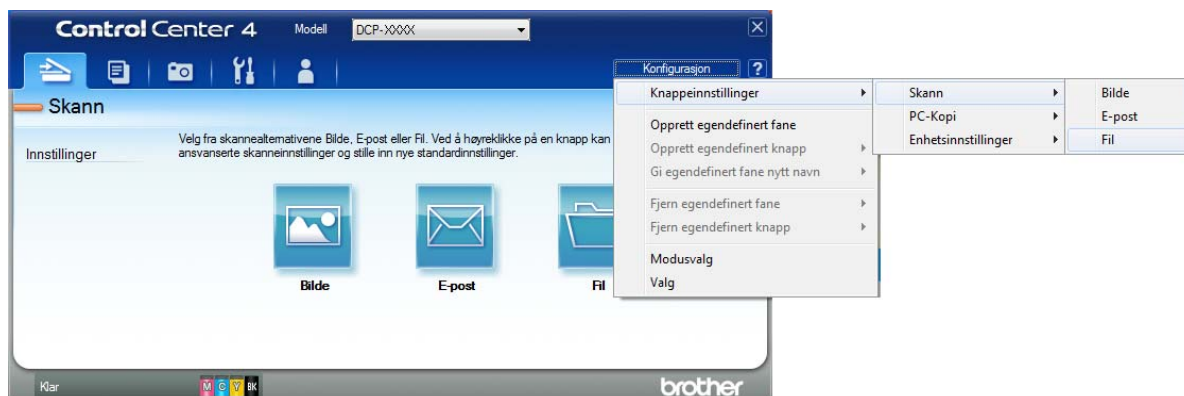 Control Center 4
Modell
DCP-XXXX
Konfigurasjon
?
Skann
Innstillinger
Velg fra skannealternativene Bilde, E-post eller Fil. Ved å høyreklikke på en knapp kan
ansvanserte skanneinnstillinger og stille inn nye standardinnstillinger.
Bilde
E-post
Fil
Knappeinnstillinger
Opprett egendefinert fane
Opprett egendefinert knapp
Gi egendefinert fane nytt navn
Fjern egendefinert fane
Fjern egendefinert knapp
Modusvalg
Valg
Skann
PC-Kopi
Enhetsinnstillinger
Bilde
E-post
Fil
Klar
M C Y BK
brother